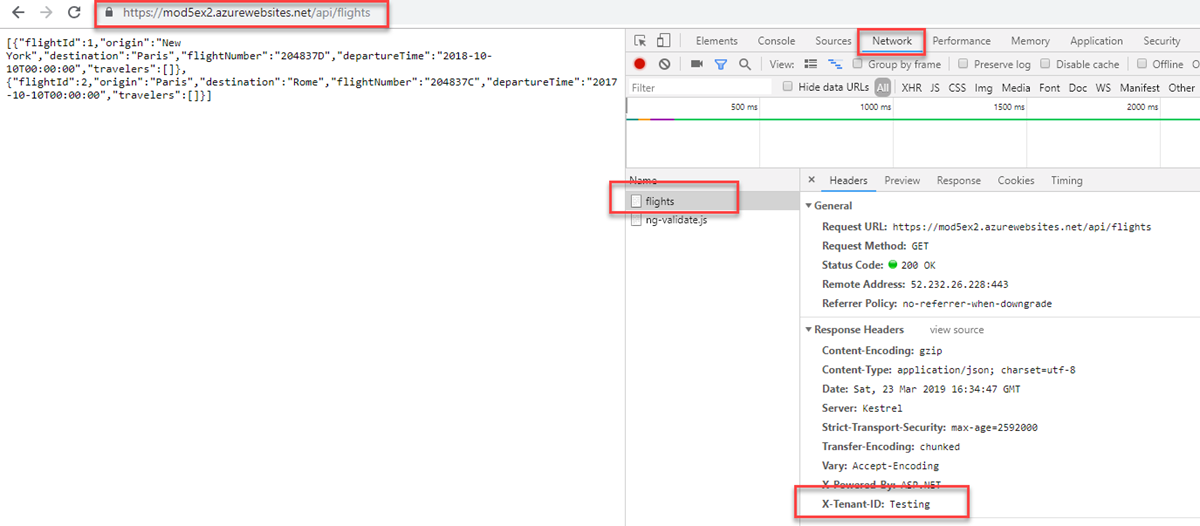 https://mod5ex2.azurewebsites.net/api/flights
[{"flightId":1,"origin":"New
York","destination":"Paris","flightNumber":"204837D","departureTime":"2018-10-
10T00:00:00","travelers":[]},
{"flightId":2,"origin":"Paris","destination":"Rome","flightNumber":"204837C","departureTime":"2017
-10-10T00:00:00","travelers":[]}]
Elements Console Sources Network Performance Memory Application Security
View: Group by frame Preserve log Disable cache Offline O
Filter Hide data URLs All XHR JS CSS Img Media Font Doc WS Manifest Other
500 ms 1000 ms 1500 ms 2000 ms
Name
flights
ng-validate.js
× Headers Preview Response Cookies Timing
General
Request URL: https://mod5ex2.azurewebsites.net/api/flights
Request Method: GET
Status Code: 200 OK
Remote Address: 52.232.26.228:443
Referrer Policy: no-referrer-when-downgrade
Response Headers view source
Content-Encoding: gzip
Content-Type: application/json; charset=utf-8
Date: Sat, 23 Mar 2019 16:34:47 GMT
Server: Kestrel
Strict-Transport-Security: max-age=2592000
Transfer-Encoding: chunked
Vary: Accept-Encoding
X-Powered-By: ASP.NET
X-Tenant-ID: Testing